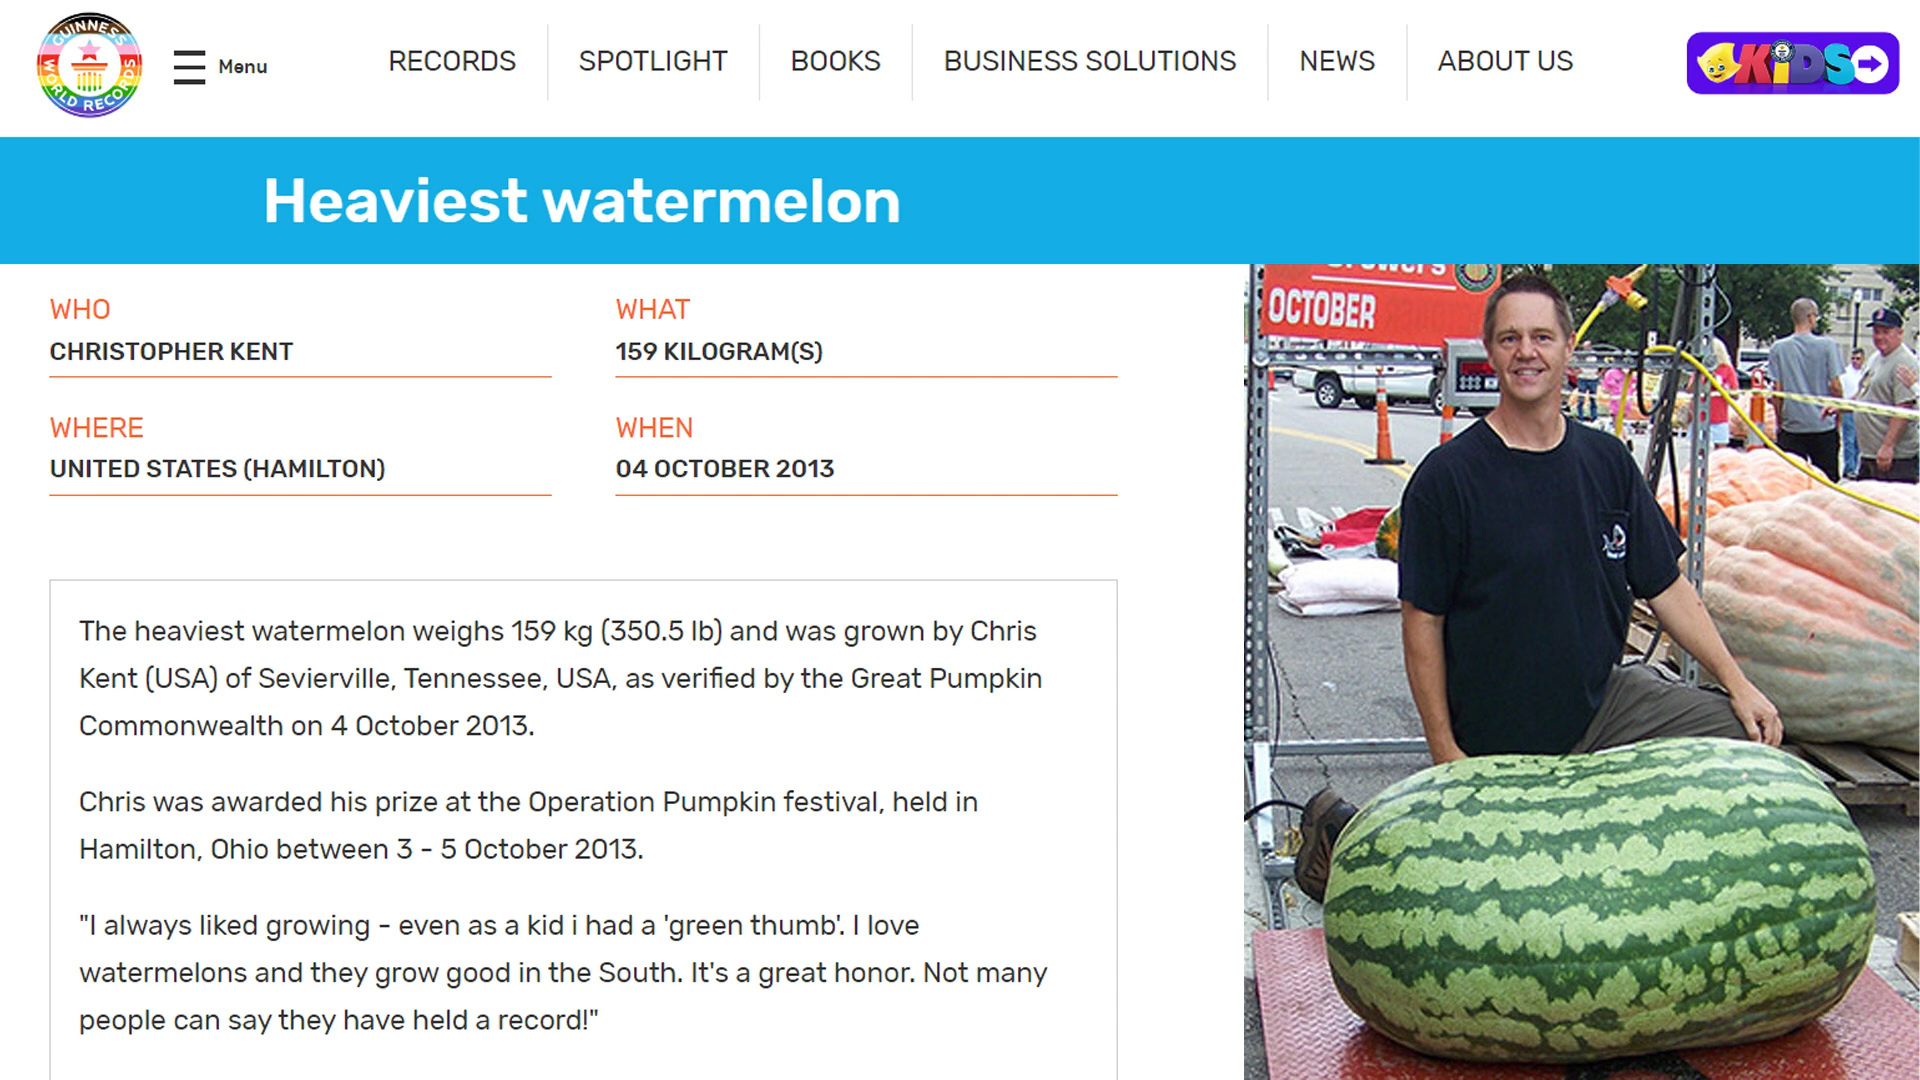 GUINNESS
WORLD RECORDS
Menu
RECORDS
SPOTLIGHT
BOOKS
BUSINESS SOLUTIONS
NEWS
ABOUT US
KiDS
Heaviest watermelon
WHO
CHRISTOPHER KENT
WHAT
159 KILOGRAM(S)
WHERE
UNITED STATES (HAMILTON)
WHEN
04 OCTOBER 2013
The heaviest watermelon weighs 159 kg (350.5 lb) and was grown by Chris
Kent (USA) of Sevierville, Tennessee, USA, as verified by the Great Pumpkin
Commonwealth on 4 October 2013.
Chris was awarded his prize at the Operation Pumpkin festival, held in
Hamilton, Ohio between 3 - 5 October 2013.
"I always liked growing - even as a kid i had a 'green thumb'. I love
watermelons and they grow good in the South. It's a great honor. Not many
people can say they have held a record!"
OCTOBER